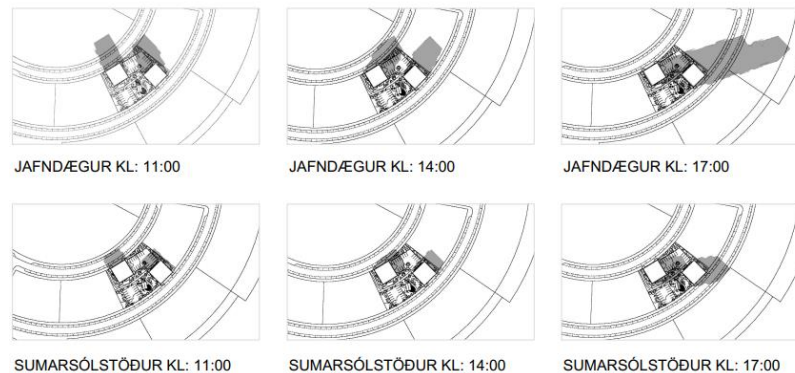 JAFNDÆGUR KL: 11:00
JAFNDÆGUR KL: 14:00
JAFNDÆGUR KL: 17:00
SUMARSÓLSTÖÐUR KL: 11:00
SUMARSÓLSTÖÐUR KL: 14:00
SUMARSÓLSTÖÐUR KL: 17:00